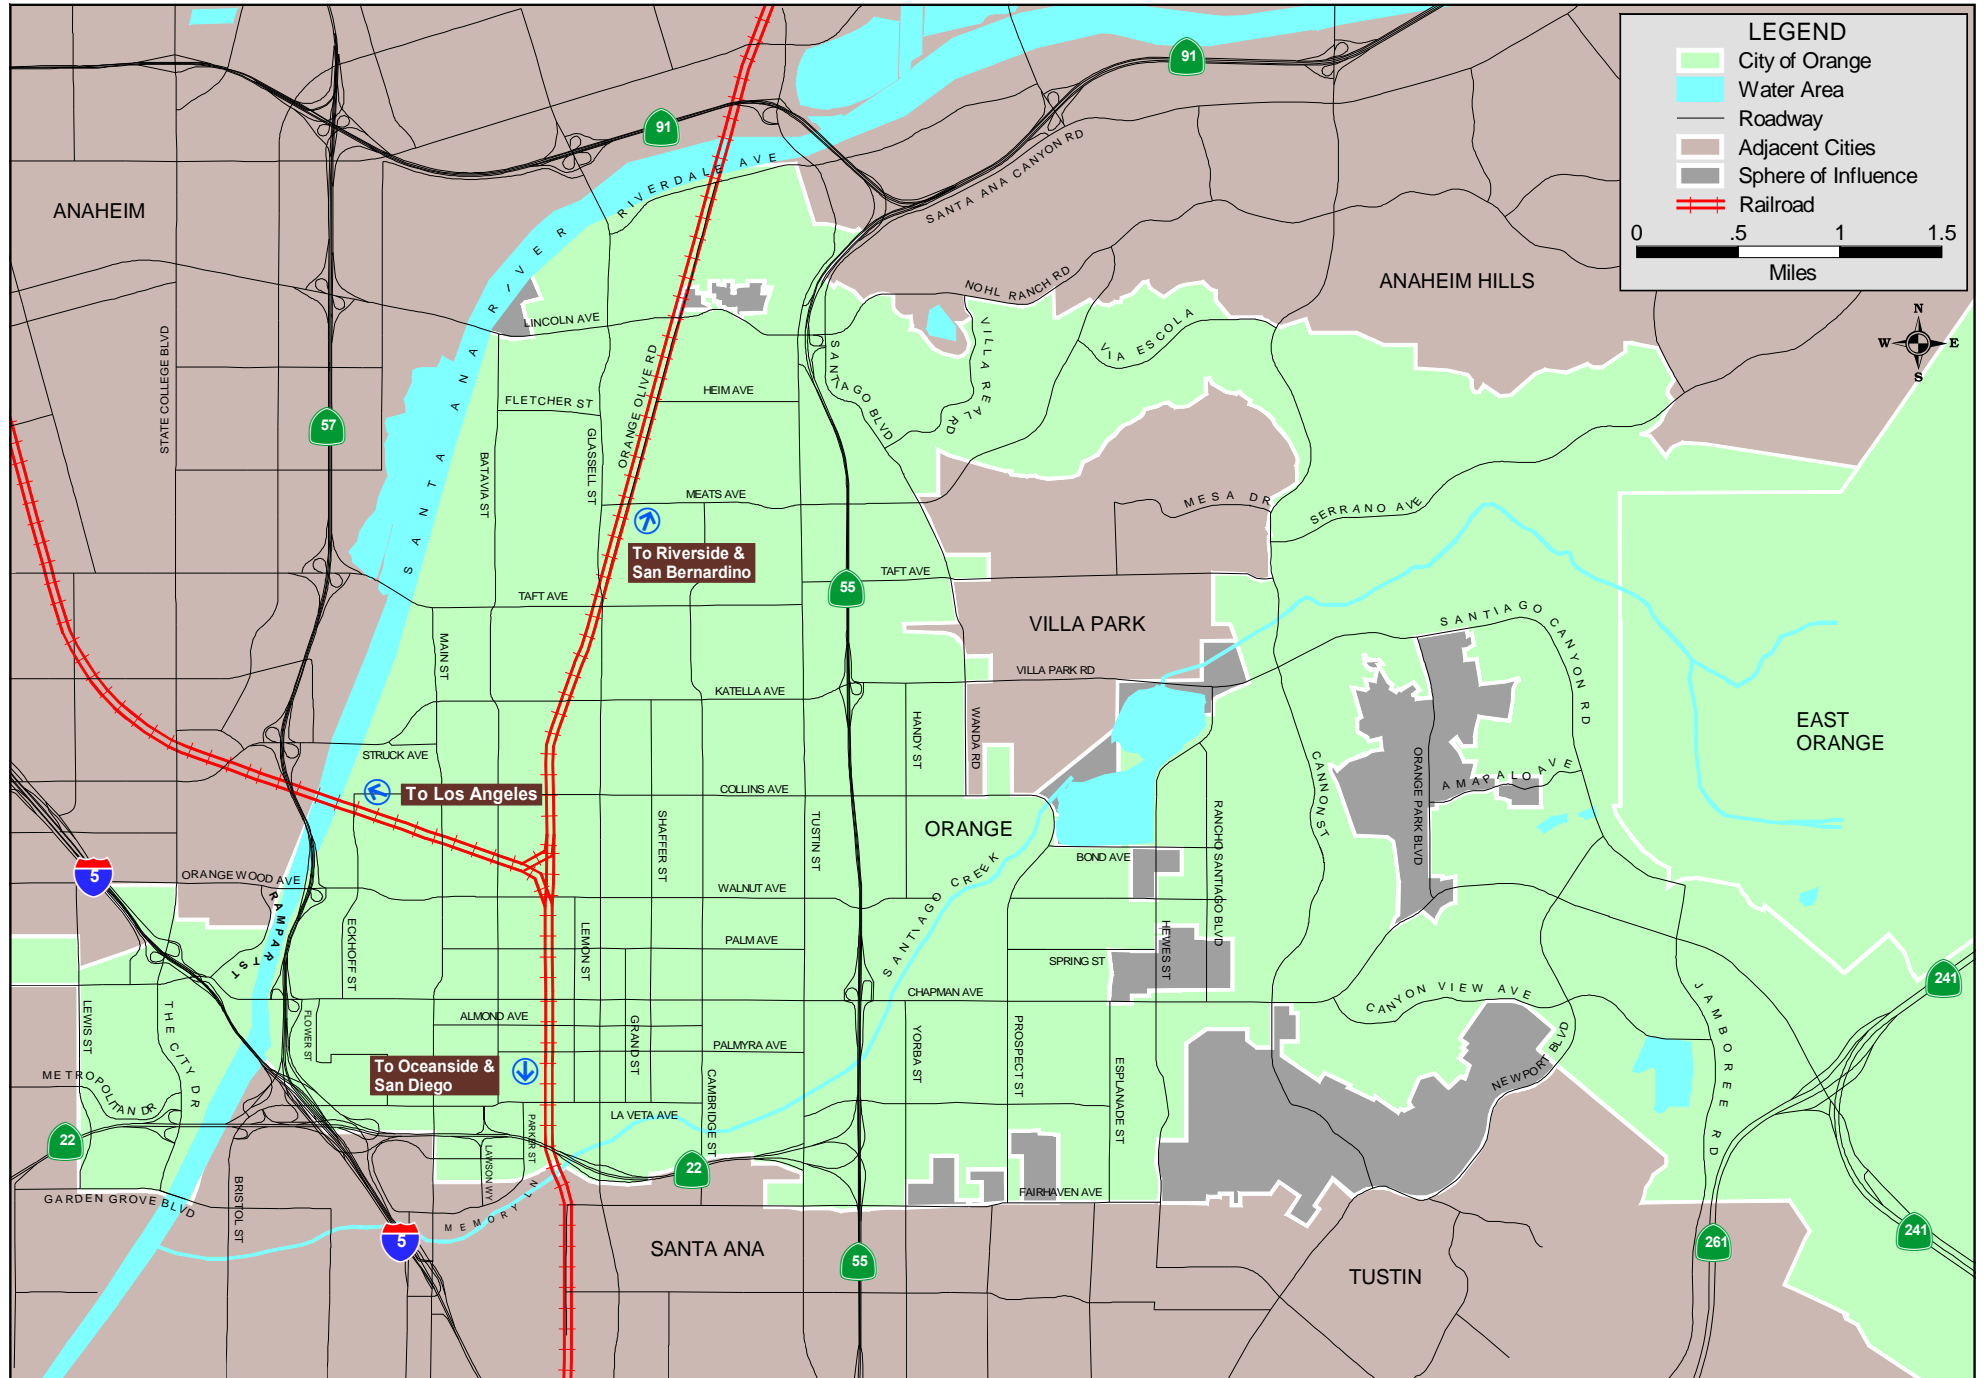 LEGEND
City of Orange
Water Area
Roadway
Adjacent Cities
Sphere of Influence
Railroad
0 .5 1 1.5
Miles
N
W E
S
91
91
ANAHEIM
RIVERDALE AVE
SANTA ANA CANYON RD
SANTA ANA RIVER
ANAHEIM HILLS
NOHL RANCH RD
LINCOLN AVE
STATE COLLEGE BLVD
VIA ESCOLA
VILLA REAL RD
SANTIAGO BLVD
ORANGE OLIVE RD
HEIM AVE
FLETCHER ST
57
GLASSELL ST
BATAVIA ST
MEATS AVE
MESA DR
SERRANO AVE
To Riverside &
San Bernardino
55
TAFT AVE
TAFT AVE
VILLA PARK
SANTIAGO CANYON RD
MAIN ST
VILLA PARK RD
KATELLA AVE
HANDY ST
WANDA RD
EAST
ORANGE
STRUCK AVE
CANNON ST
ORANGE PARK BLVD
AMAPALO AVE
To Los Angeles
COLLINS AVE
SHAFFER ST
TUSTIN ST
ORANGE
RANCHO SANTIAGO BLVD
BOND AVE
5
ORANGEWOOD AVE
WALNUT AVE
SANTIAGO CREEK
RAMPART ST
ECKHOFF ST
LEMON ST
PALM AVE
HEWES ST
SPRING ST
241
CHAPMAN AVE
CANYON VIEW AVE
JAMBOREE RD
LEWIS ST
THE CITY DR
FLOWER ST
ALMOND AVE
GRAND ST
PALMYRA AVE
YORBA ST
PROSPECT ST
ESPLANADE ST
NEWPORT BLVD
To Oceanside &
San Diego
METROPOLITAN DR
CAMBRIDGE ST
LA VETA AVE
PARKER ST
22
22
LAWSON WY
GARDEN GROVE BLVD
BRISTOL ST
MEMORY LN
FAIRHAVEN AVE
5
SANTA ANA
55
261
241
TUSTIN